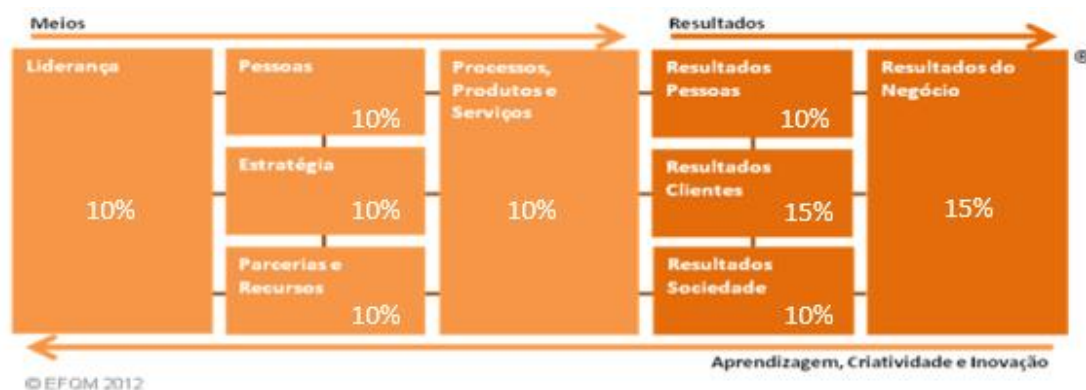 Meios
Resultados
®
Liderança
10%
Pessoas
10%
Estratégia
10%
Parcerias e
Recursos
10%
Processos,
Produtos e
Serviços
10%
Resultados
Pessoas
10%
Resultados
Clientes
15%
Resultados
Sociedade
10%
Resultados do
Negócio
15%
Aprendizagem, Criatividade e Inovação
© EFQM 2012